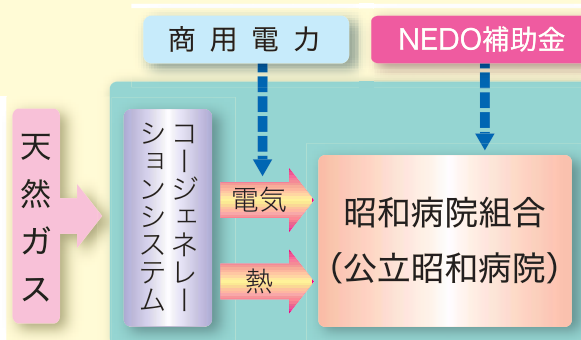 商用電力
NEDO補助金
天然ガス
コージェネレー
ションシステム
電気
熱
昭和病院組合
（公立昭和病院）